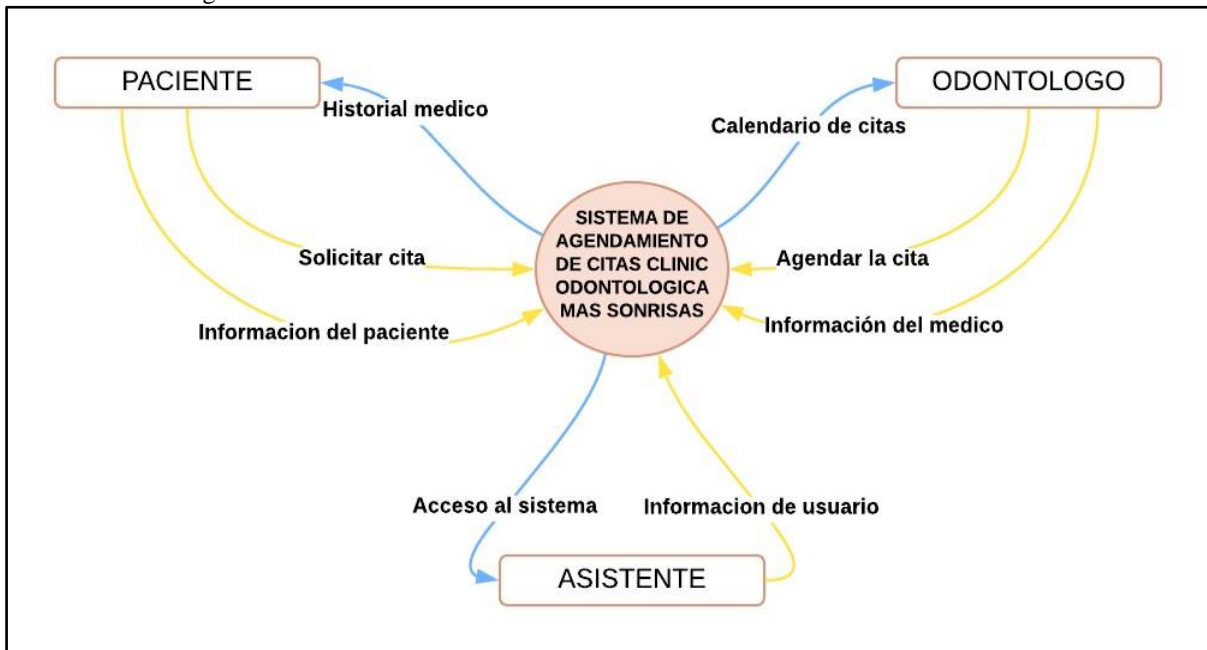 PACIENTE
ODONTOLOGO
Historial medico
Calendario de citas
SISTEMA DE
AGENDAMIENTO
DE CITAS CLINIC
ODONTOLOGICA
MAS SONRISAS
Solicitar cita
Agendar la cita
Informacion del paciente
Información del medico
Acceso al sistema
Informacion de usuario
ASISTENTE